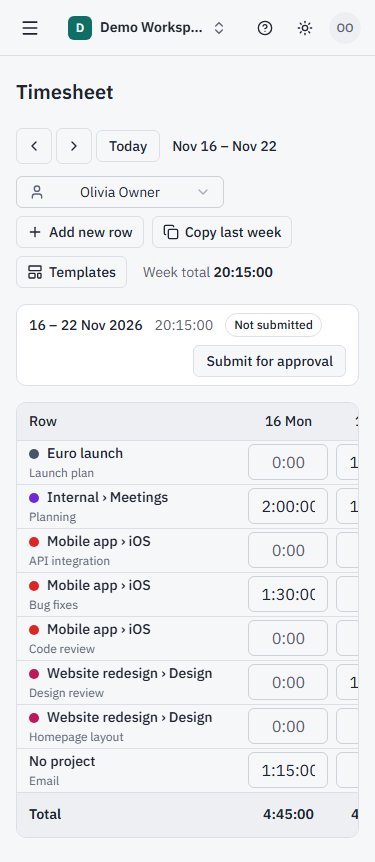 D Demo Worksp... OO
Timesheet
Today Nov 16 – Nov 22
Olivia Owner
Add new row Copy last week
Templates Week total 20:15:00
16 – 22 Nov 2026 20:15:00 Not submitted
Submit for approval
Row 16 Mon
Euro launch
Launch plan
0:00
Internal › Meetings
Planning
2:00:00
Mobile app › iOS
API integration
0:00
Mobile app › iOS
Bug fixes
1:30:00
Mobile app › iOS
Code review
0:00
Website redesign › Design
Design review
0:00
Website redesign › Design
Homepage layout
0:00
No project
Email
1:15:00
Total 4:45:00